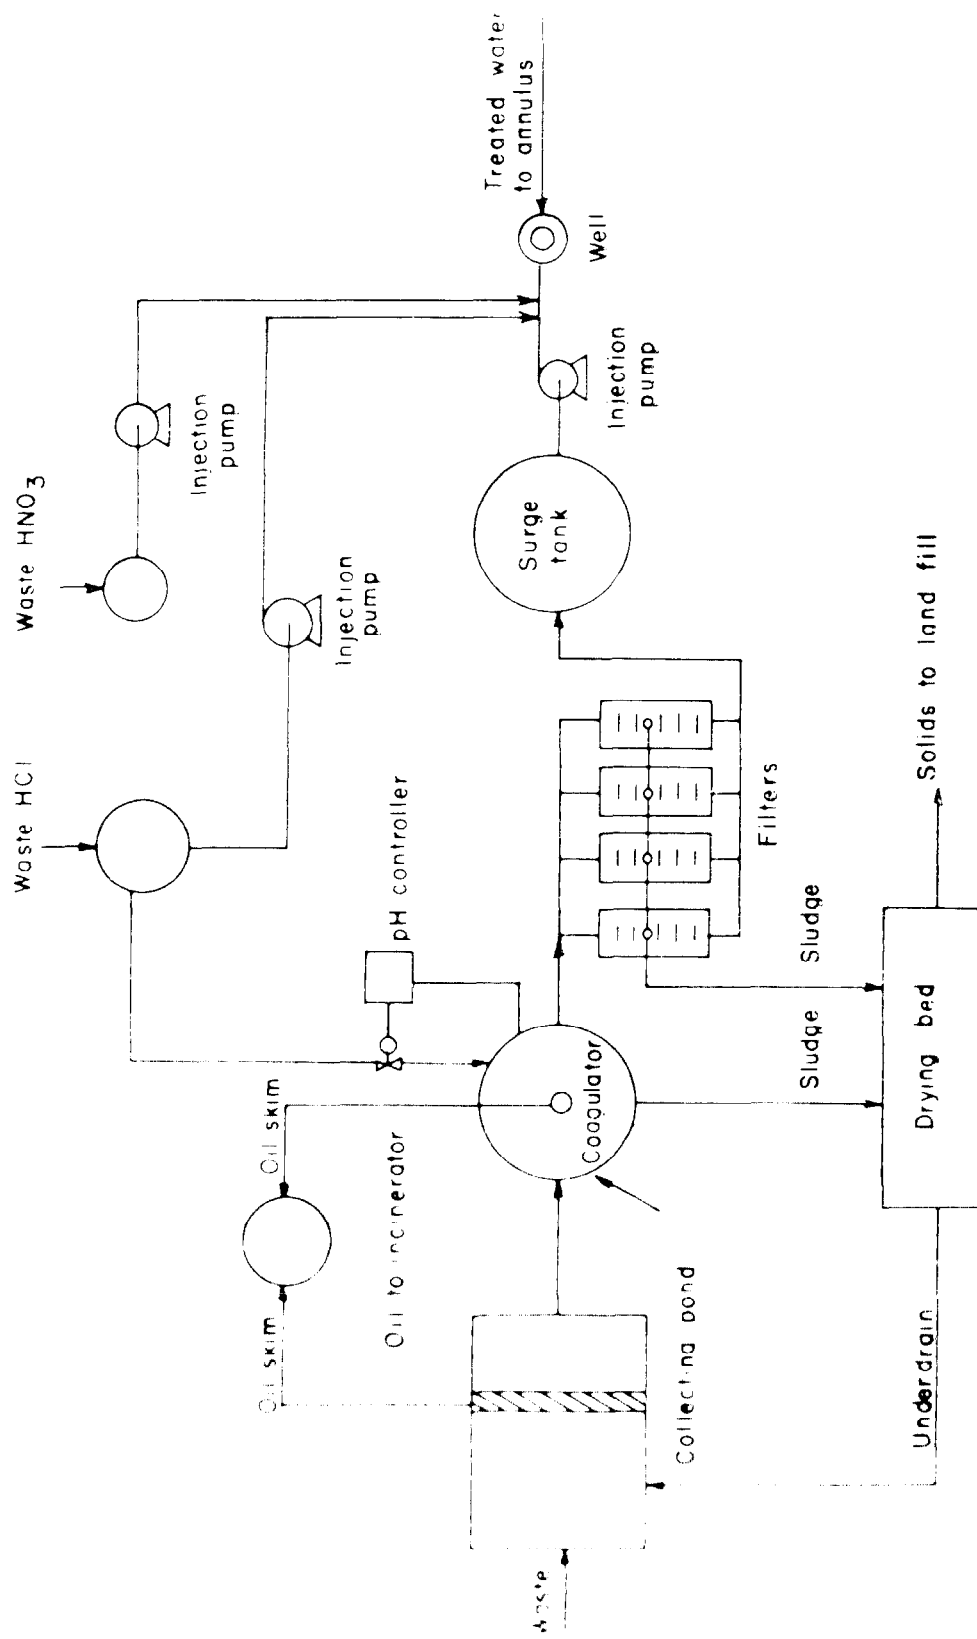 Waste HNO3
Waste HCl
Injection
pump
Injection
pump
Treated water
to annulus
Well
Injection
pump
Surge
tank
pH controller
Oil skim
Oil skim
Oil to incinerator
Coagulator
Filters
Waste
Collecting pond
Sludge
Sludge
Solids to land fill
Drying bed
Underdrain